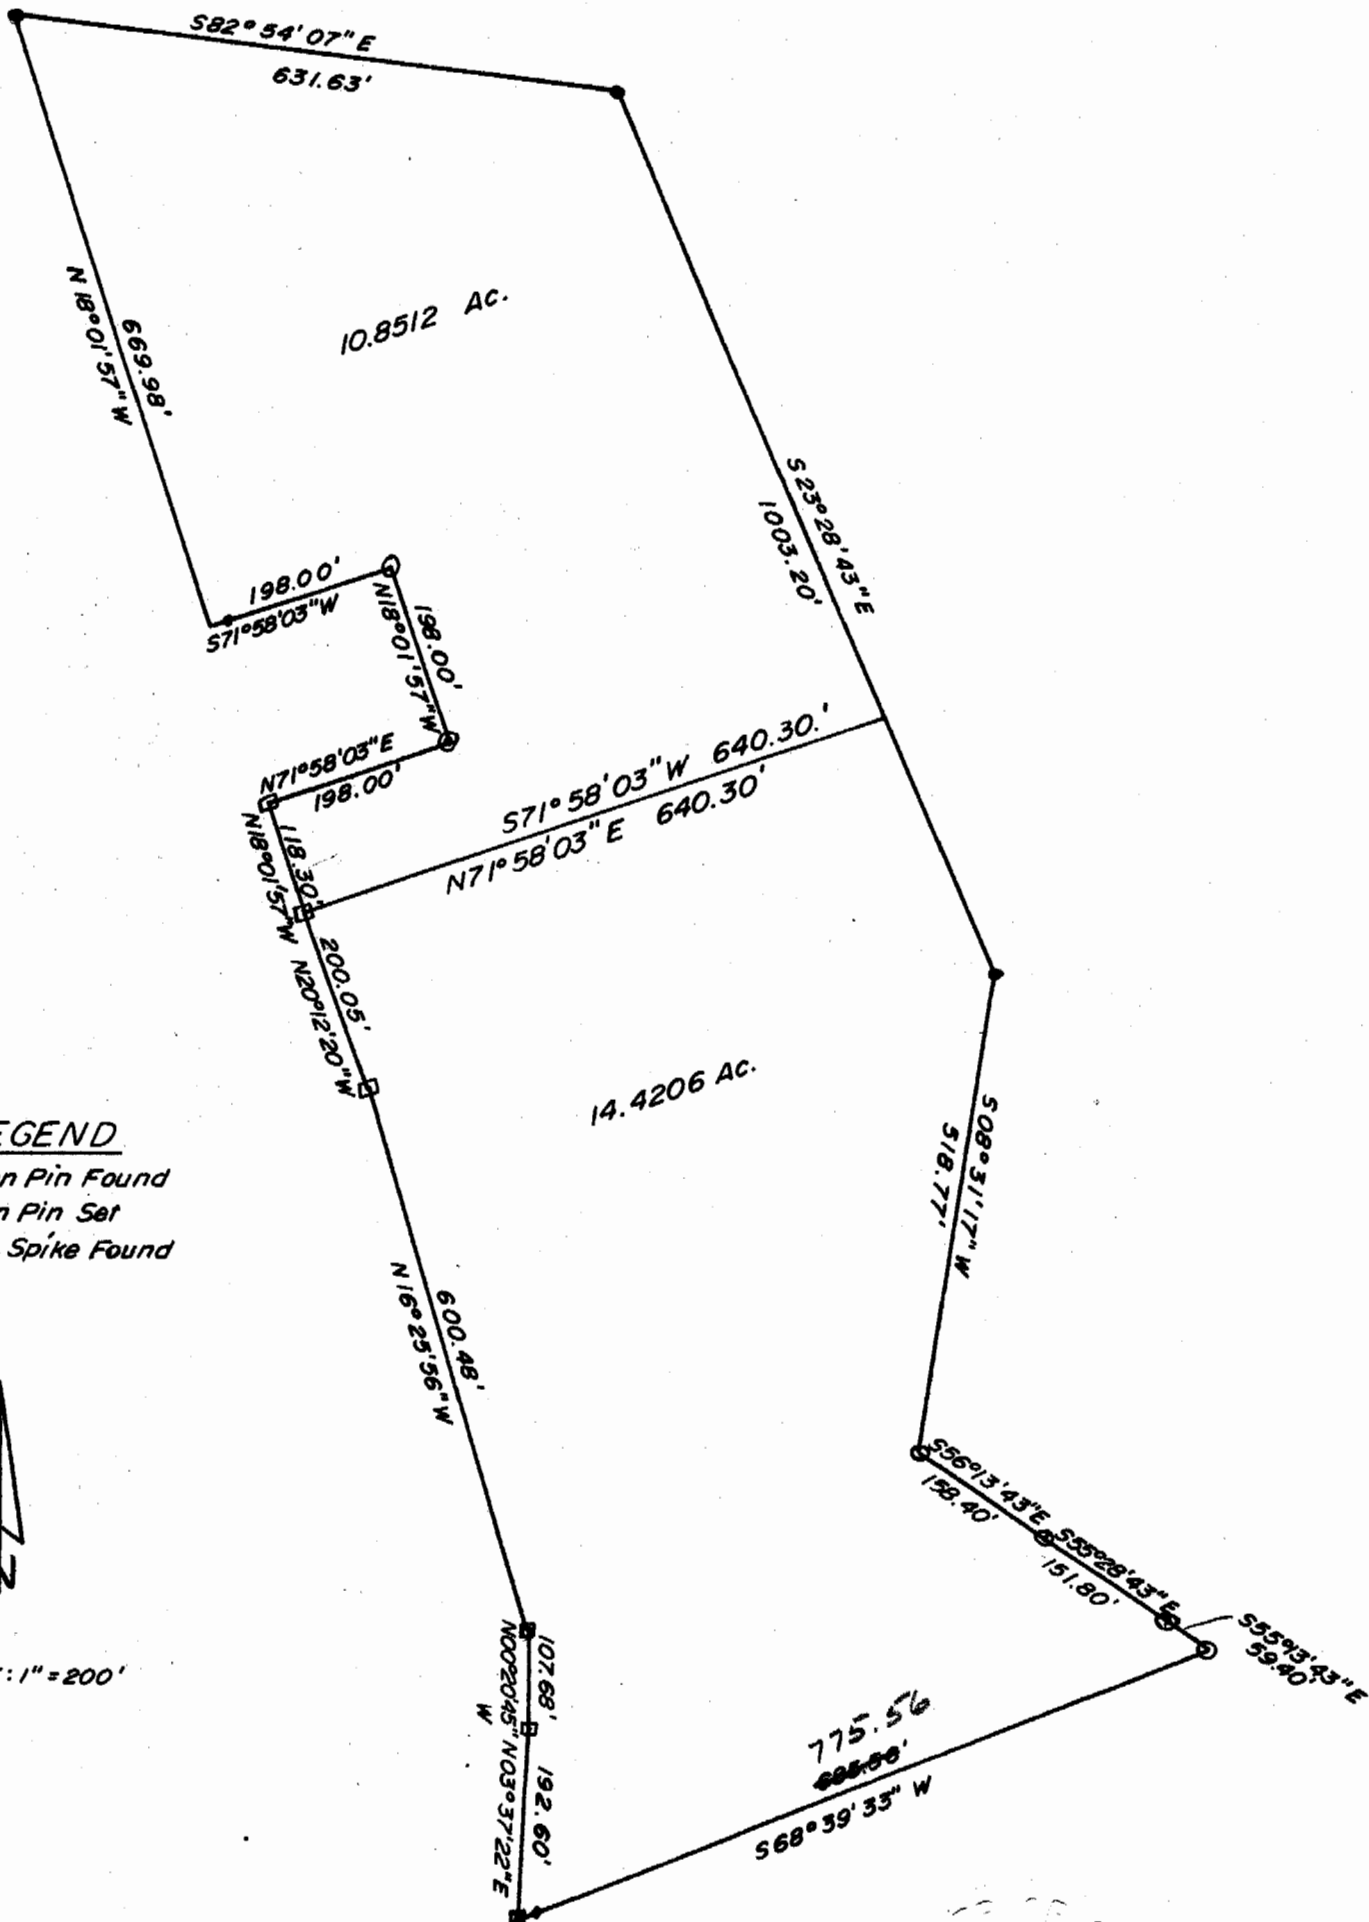 S82°54'07"E
631.63'
10.8512 Ac.
N 18°01'57"W
669.98'
S 23°28'43"E
1003.20'
198.00'
S71°58'03"W
198.00'
N18°01'57"W
N71°58'03"E
198.00'
S71°58'03"W 640.30.'
N71°58'03"E 640.30'
118.30'
N18°01'57"W
200.05'
N20°12'20"W
14.4206 Ac.
S08°31'17"W
518.77'
EGEND
n Pin Found
n Pin Set
Spike Found
600.48'
N 16°25'56"W
S56°13'43"E
158.40'
S55°28'43"E
151.80'
S55°13'43"E
59.40'
: 1" = 200'
107.68'
N00°20'45"
W
192.60'
N03°37'22"E
775.56
S68°39'33" W